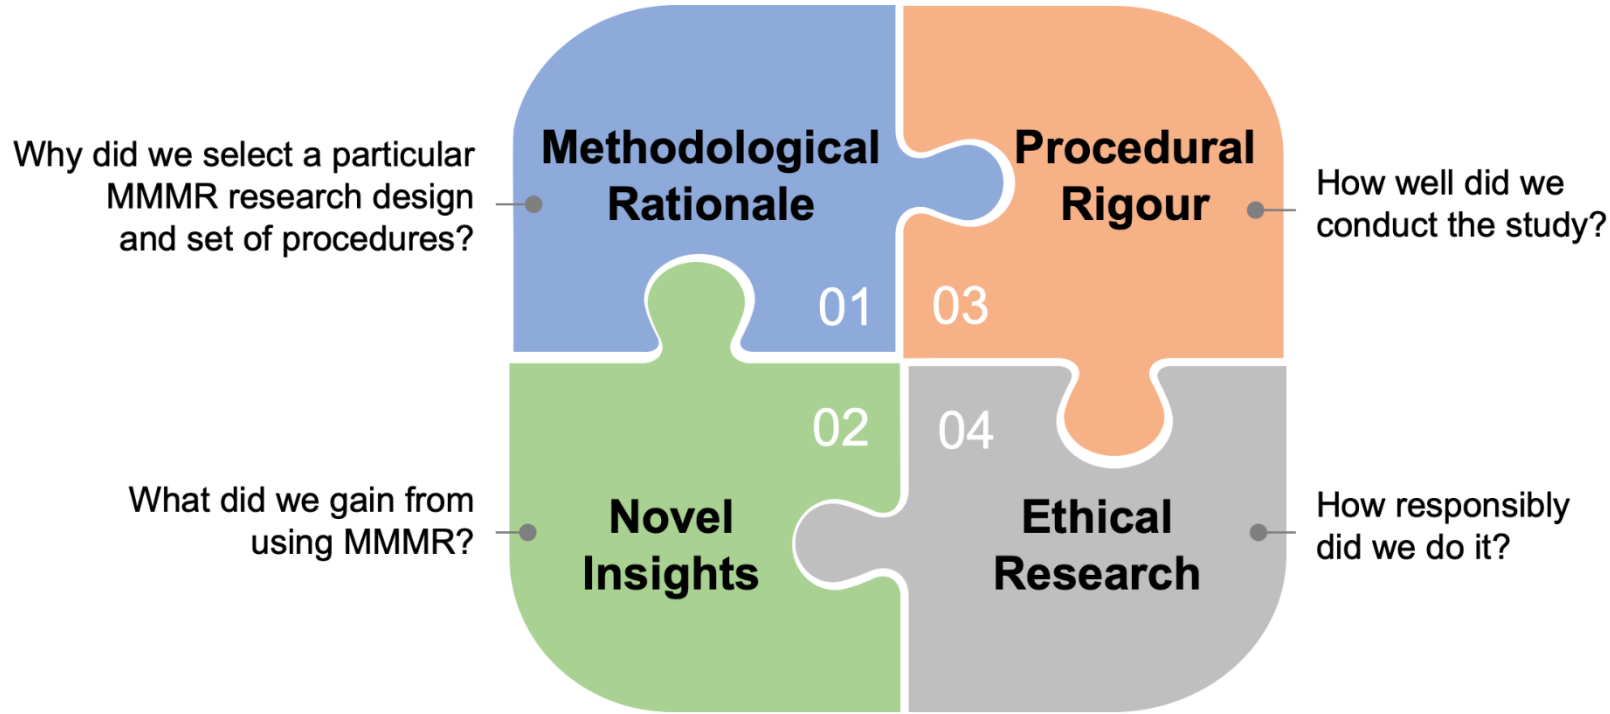 Why did we select a particular
MMMR research design
and set of procedures?
Methodological
Rationale
01
Procedural
Rigour
03
How well did we
conduct the study?
What did we gain from
using MMMR?
02
Novel
Insights
04
Ethical
Research
How responsibly
did we do it?